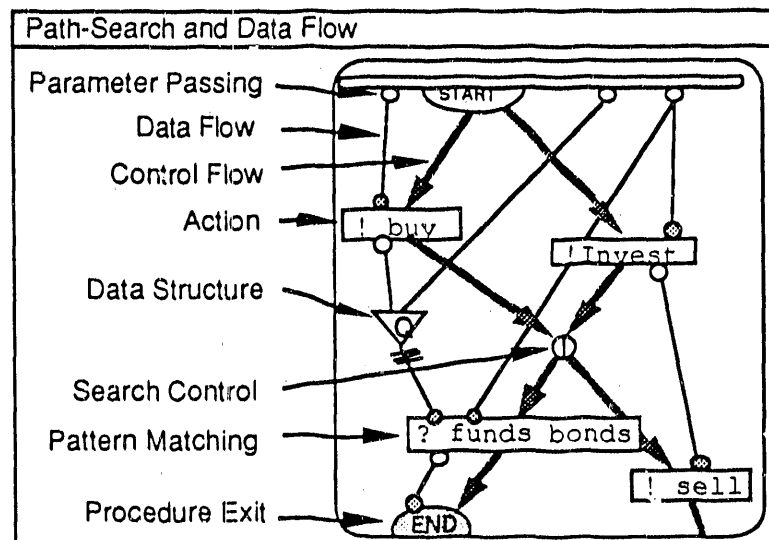 Path-Search and Data Flow
Parameter Passing
START
Data Flow
Control Flow
Action
! buy
! Invest
Data Structure
Q
Search Control
Pattern Matching
? funds bonds
! sell
Procedure Exit
END